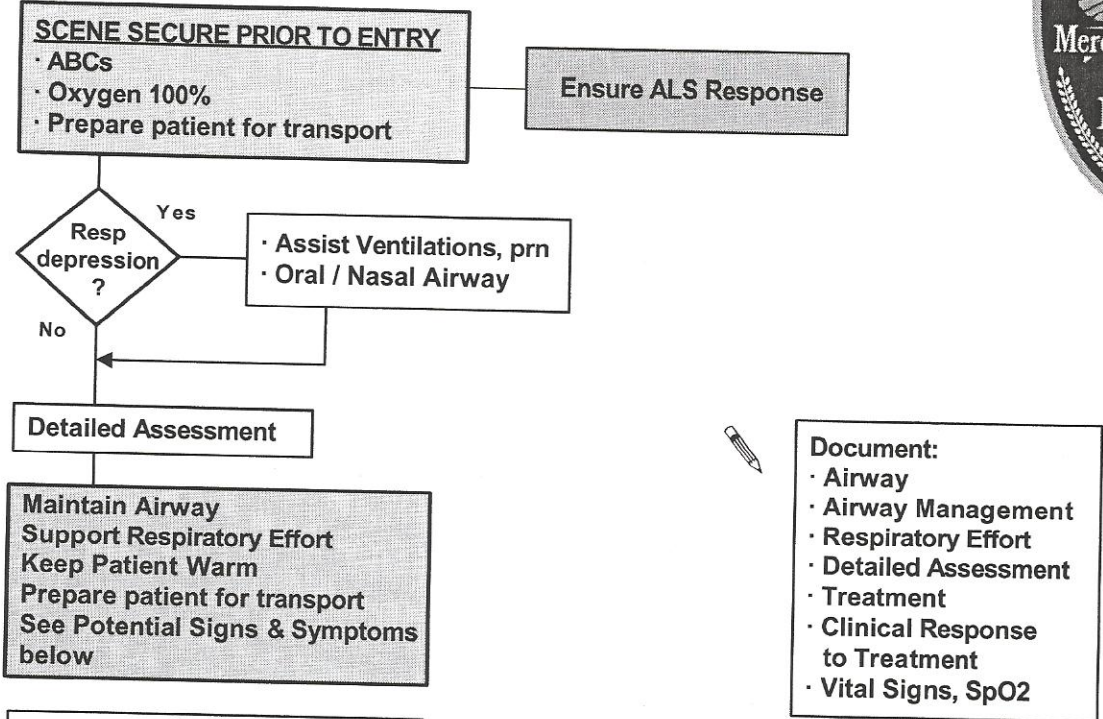 SCENE SECURE PRIOR TO ENTRY
· ABCs
· Oxygen 100%
· Prepare patient for transport
Ensure ALS Response
Yes
Resp
depression
?
· Assist Ventilations, prn
· Oral / Nasal Airway
No
Detailed Assessment
Maintain Airway
Support Respiratory Effort
Keep Patient Warm
Prepare patient for transport
See Potential Signs & Symptoms
below
Document:
· Airway
· Airway Management
· Respiratory Effort
· Detailed Assessment
· Treatment
· Clinical Response
to Treatment
· Vital Signs, SpO2